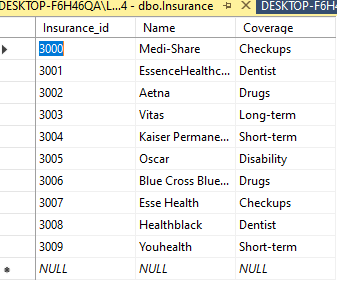 DESKTOP-F6H46QA\L...4 - dbo.Insurance DESKTOP-F6H4
Insurance_id Name Coverage
3000 Medi-Share Checkups
3001 EssenceHealthc... Dentist
3002 Aetna Drugs
3003 Vitas Long-term
3004 Kaiser Permane... Short-term
3005 Oscar Disability
3006 Blue Cross Blue... Drugs
3007 Esse Health Checkups
3008 Healthblack Dentist
3009 Youhealth Short-term
NULL NULL NULL